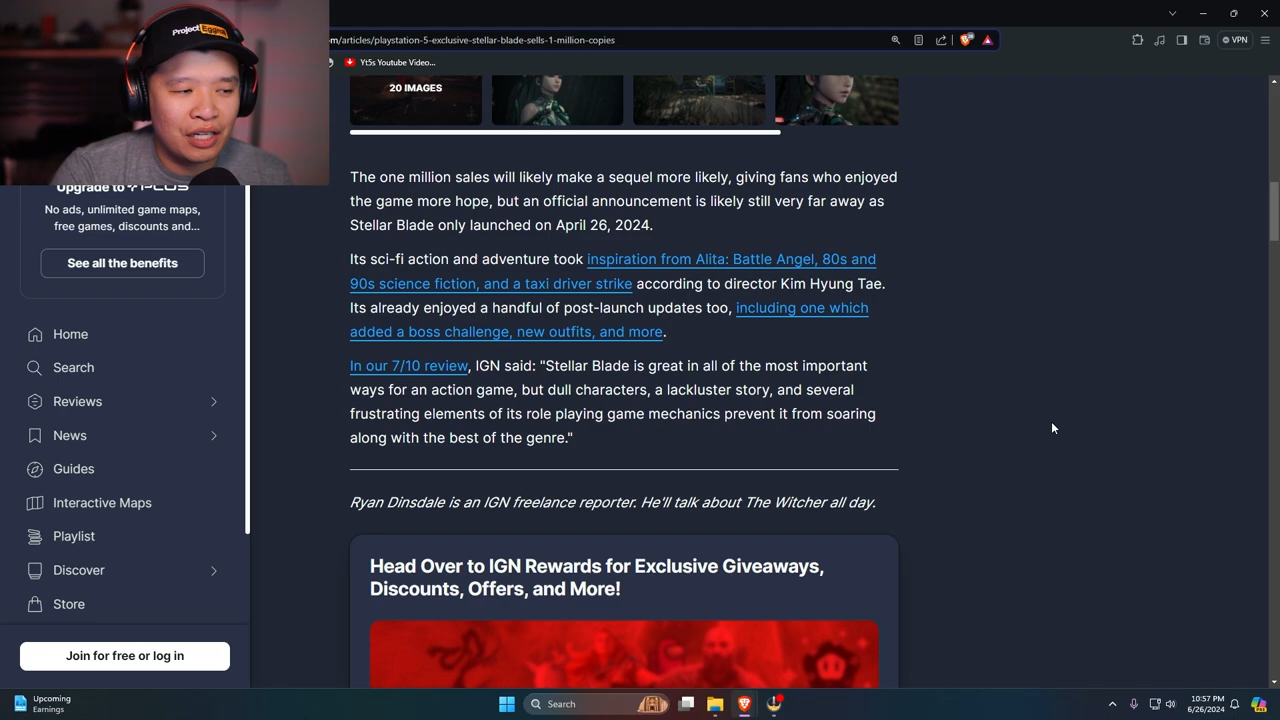 Project Egging
om/articles/playstation-5-exclusive-stellar-blade-sells-1-million-copies
VPN
Yt5s Youtube Video...
20 IMAGES
Upgrade to PLUS
No ads, unlimited game maps,
free games, discounts and...
See all the benefits
Home
Search
Reviews
News
Guides
Interactive Maps
Playlist
Discover
Store
Join for free or log in
The one million sales will likely make a sequel more likely, giving fans who enjoyed
the game more hope, but an official announcement is likely still very far away as
Stellar Blade only launched on April 26, 2024.
Its sci-fi action and adventure took inspiration from Alita: Battle Angel, 80s and
90s science fiction, and a taxi driver strike according to director Kim Hyung Tae.
Its already enjoyed a handful of post-launch updates too, including one which
added a boss challenge, new outfits, and more.
In our 7/10 review, IGN said: "Stellar Blade is great in all of the most important
ways for an action game, but dull characters, a lackluster story, and several
frustrating elements of its role playing game mechanics prevent it from soaring
along with the best of the genre."
Ryan Dinsdale is an IGN freelance reporter. He'll talk about The Witcher all day.
Head Over to IGN Rewards for Exclusive Giveaways,
Discounts, Offers, and More!
Upcoming
Earnings
Search
10:57 PM
6/26/2024